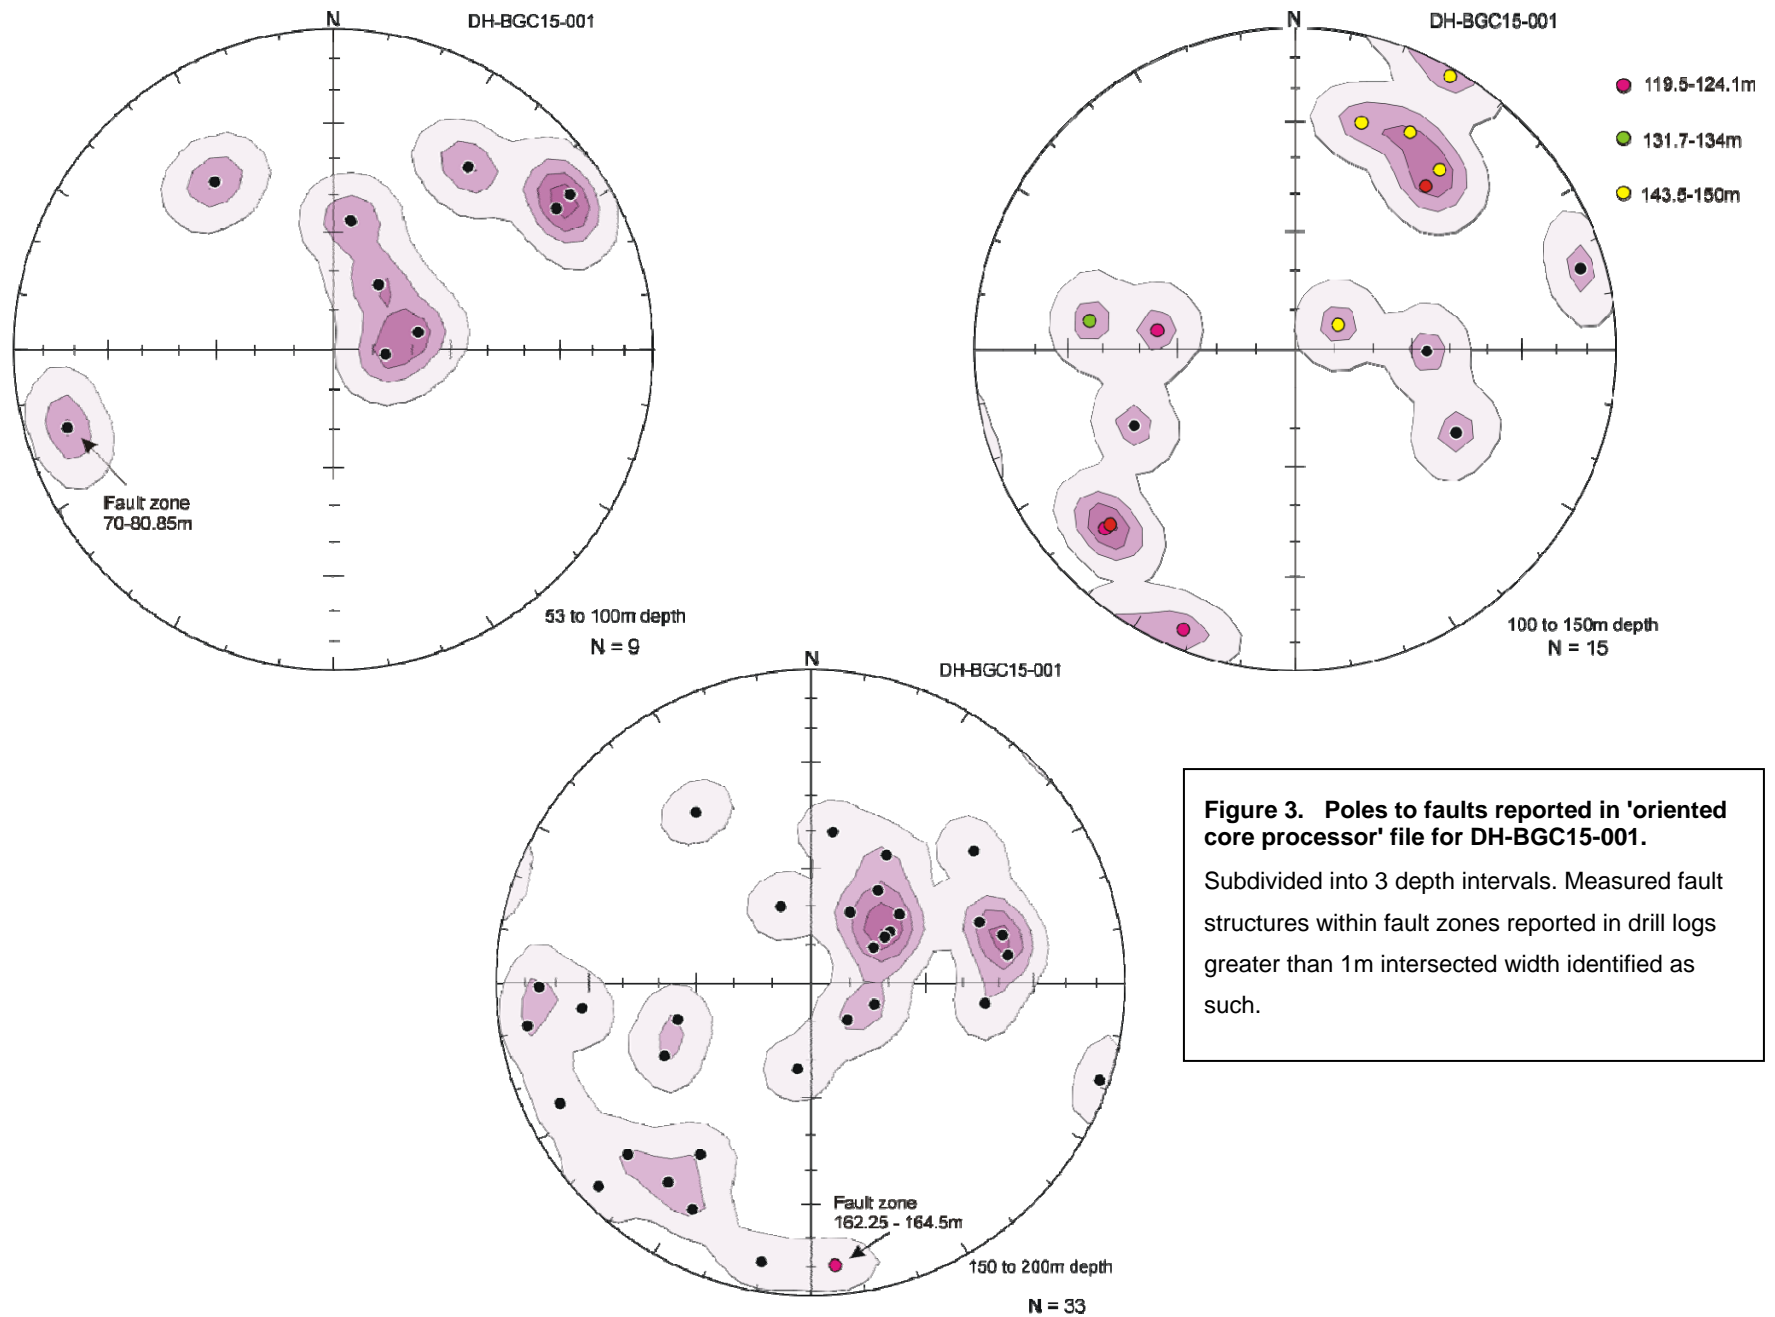 N
DH-BGC15-001
Fault zone
70-80.85m
53 to 100m depth
N = 9
N
DH-BGC15-001
119.5-124.1m
131.7-134m
143.5-150m
100 to 150m depth
N = 15
N
DH-BGC15-001
Fault zone
162.25 - 164.5m
150 to 200m depth
N = 33
Figure 3. Poles to faults reported in 'oriented
core processor' file for DH-BGC15-001.
Subdivided into 3 depth intervals. Measured fault
structures within fault zones reported in drill logs
greater than 1m intersected width identified as
such.